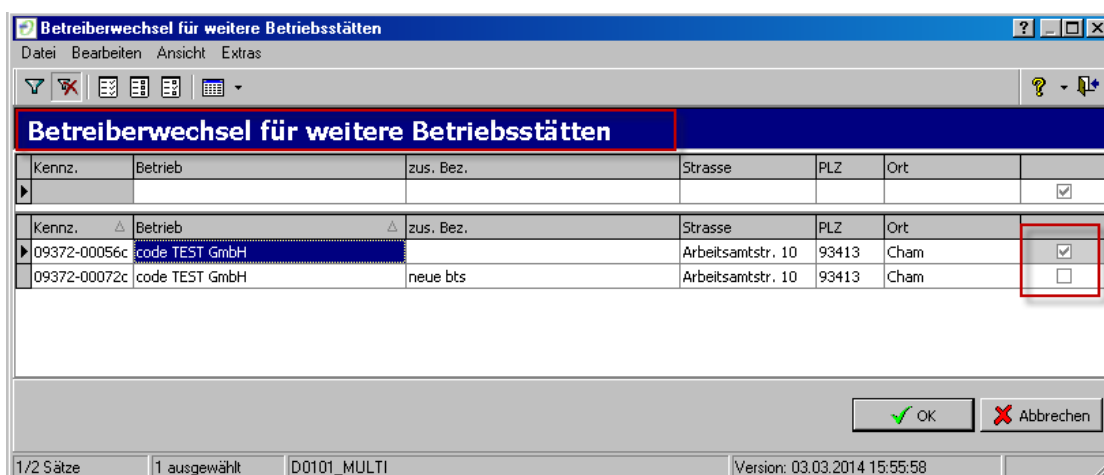 Betreiberwechsel für weitere Betriebsstätten
Datei Bearbeiten Ansicht Extras
Betreiberwechsel für weitere Betriebsstätten
Kennz. Betrieb zus. Bez. Strasse PLZ Ort
Kennz. Betrieb zus. Bez. Strasse PLZ Ort
09372-00056c code TEST GmbH Arbeitsamtstr. 10 93413 Cham
09372-00072c code TEST GmbH neue bts Arbeitsamtstr. 10 93413 Cham
OK Abbrechen
1/2 Sätze 1 ausgewählt D0101_MULTI Version: 03.03.2014 15:55:58